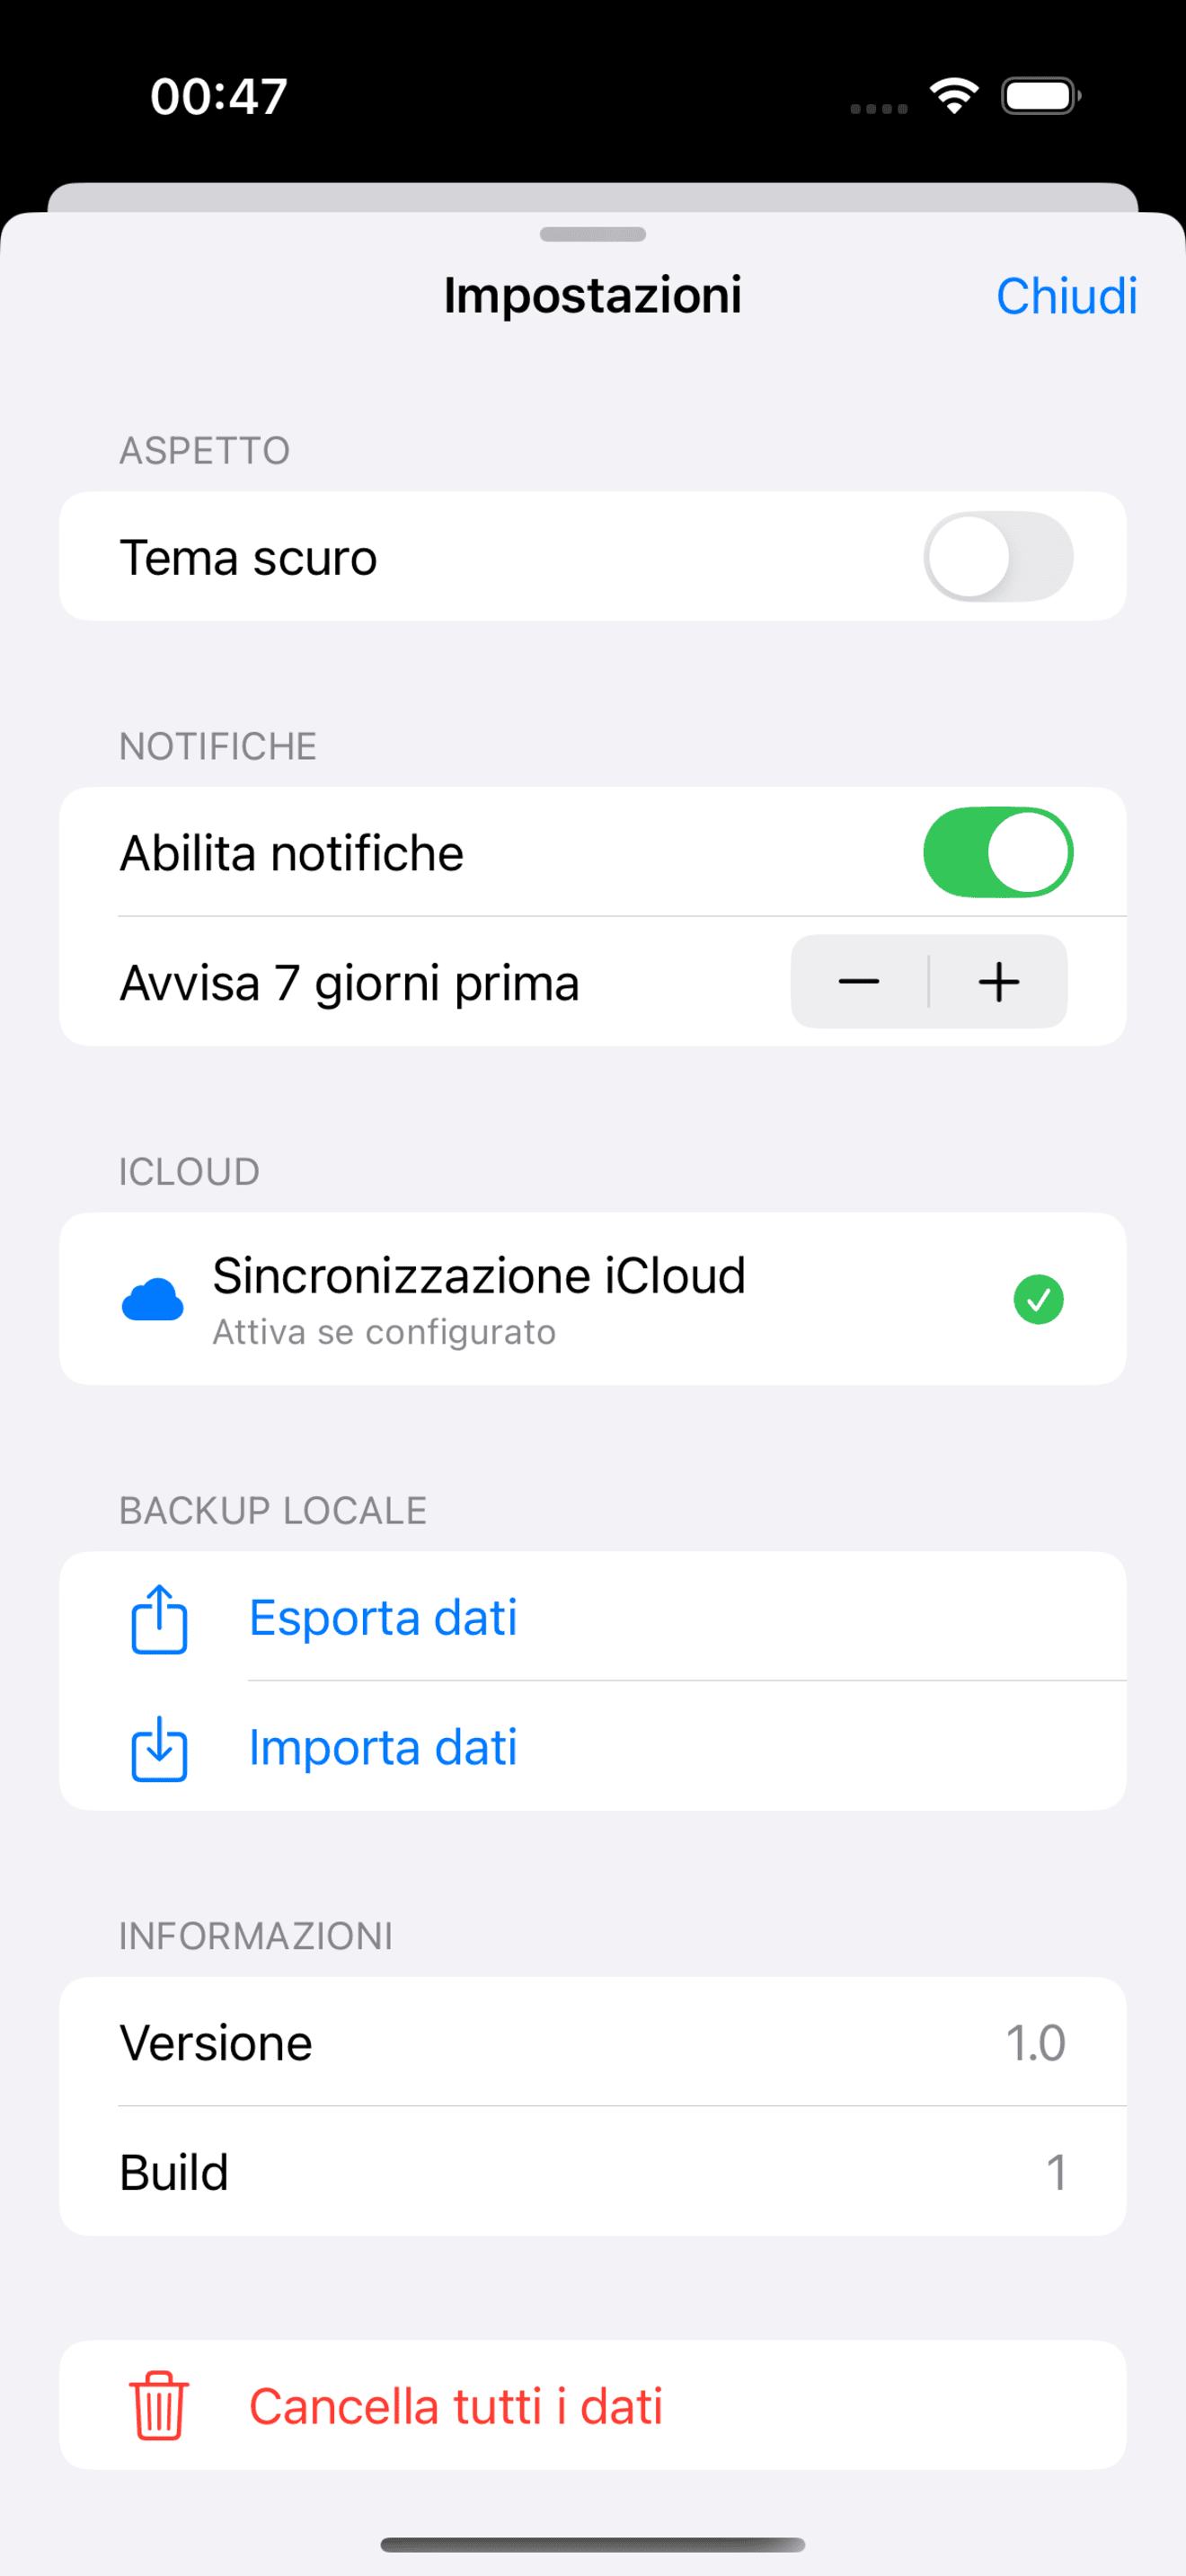 00:47
Impostazioni
Chiudi
ASPETTO
Tema scuro
NOTIFICHE
Abilita notifiche
Avvisa 7 giorni prima
ICLOUD
Sincronizzazione iCloud
Attiva se configurato
BACKUP LOCALE
Esporta dati
Importa dati
INFORMAZIONI
Versione 1.0
Build 1
Cancella tutti i dati